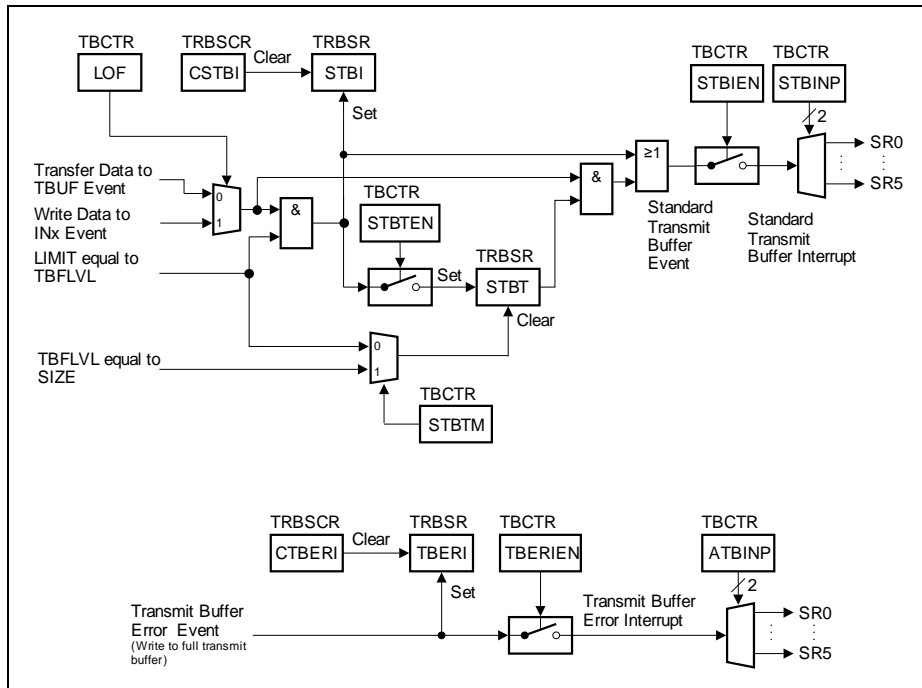 TBCTR
TRBSCR
TRBSR
TBCTR
TBCTR
LOF
CSTBI
Clear
STBI
STBIEN
STBINP
Set
2
SR0
SR5
≥1
Transfer Data to
TBUF Event
0
1
Write Data to
INx Event
&
TBCTR
STBTEN
&
Standard
Transmit
Buffer
Event
Standard
Transmit
Buffer Interrupt
LIMIT equal to
TBFLVL
Set
TRBSR
STBT
Clear
TBFLVL equal to
SIZE
0
1
TBCTR
STBTM
TRBSCR
TRBSR
TBCTR
TBCTR
CTBERI
Clear
TBERI
TBERIEN
ATBINP
Set
2
Transmit Buffer
Error Event
(Write to full transmit
buffer)
Transmit Buffer
Error Interrupt
SR0
SR5